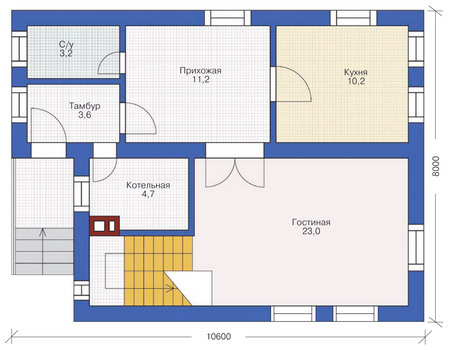 С/у
3,2
Прихожая
11,2
Кухня
10,2
Тамбур
3,6
Котельная
4,7
Гостиная
23,0
8000
10600